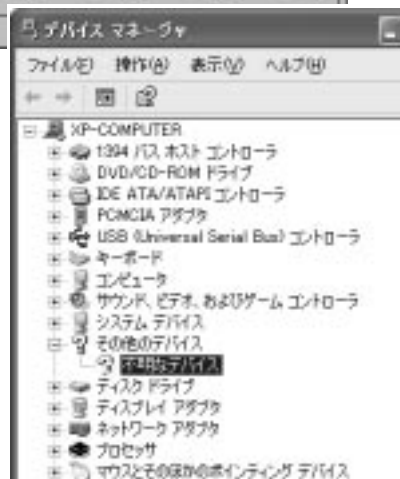 デバイス マネージャ
ファイル(F) 操作(A) 表示(V) ヘルプ(H)
XP-COMPUTER
1394 バス ホスト コントローラ
DVD/CD-ROM ドライブ
IDE ATA/ATAPI コントローラ
PCMCIA アダプタ
USB (Universal Serial Bus) コントローラ
キーボード
コンピュータ
サウンド、ビデオ、およびゲーム コントローラ
システム デバイス
その他のデバイス
不明なデバイス
ディスク ドライブ
ディスプレイ アダプタ
ネットワーク アダプタ
プロセッサ
マウスとそのほかのポインティング デバイス